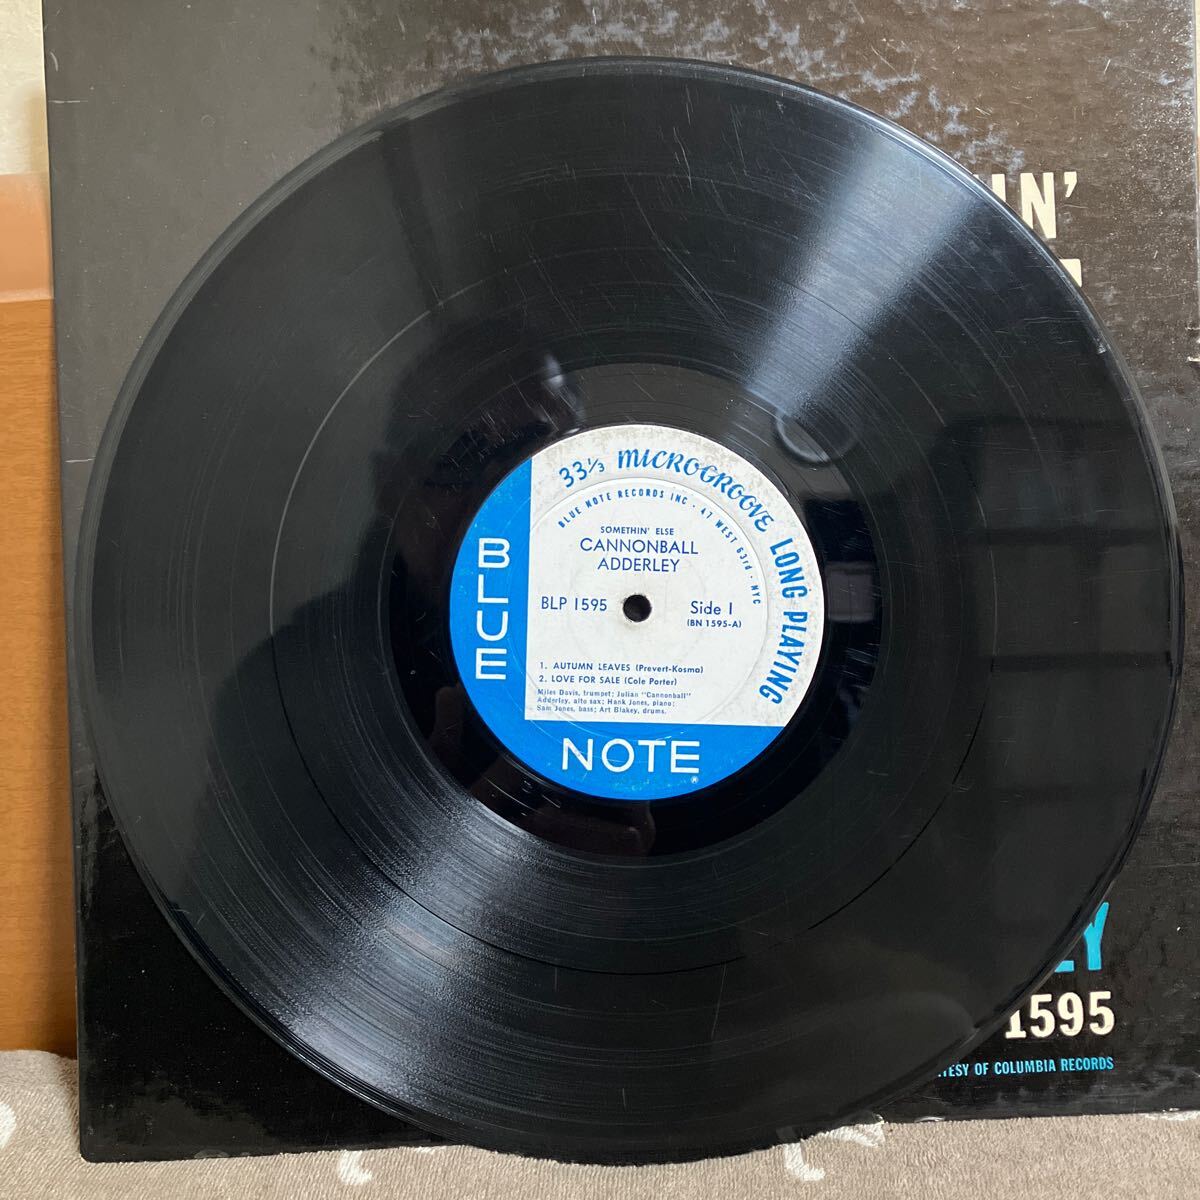 33⅓ MICROGROOVE LONG PLAYING
BLUE NOTE RECORDS INC · 47 WEST 63rd · NYC
SOMETHIN' ELSE
CANNONBALL
ADDERLEY
BLP 1595
Side 1
(BN 1595-A)
1. AUTUMN LEAVES (Prevert-Kosma)
2. LOVE FOR SALE (Cole Porter)
Miles Davis, trumpet; Julian "Cannonball"
Adderley, alto sax; Hank Jones, piano;
Sam Jones, bass; Art Blakey, drums.
BLUE
NOTE®
IN'
EY
1595
TESY OF COLUMBIA RECORDS